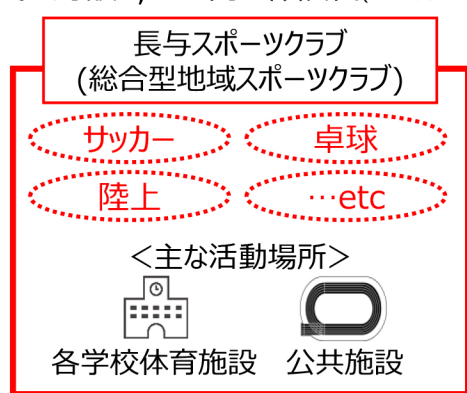 長与スポーツクラブ
(総合型地域スポーツクラブ)
サッカー
卓球
陸上
…etc
＜主な活動場所＞
各学校体育施設
公共施設